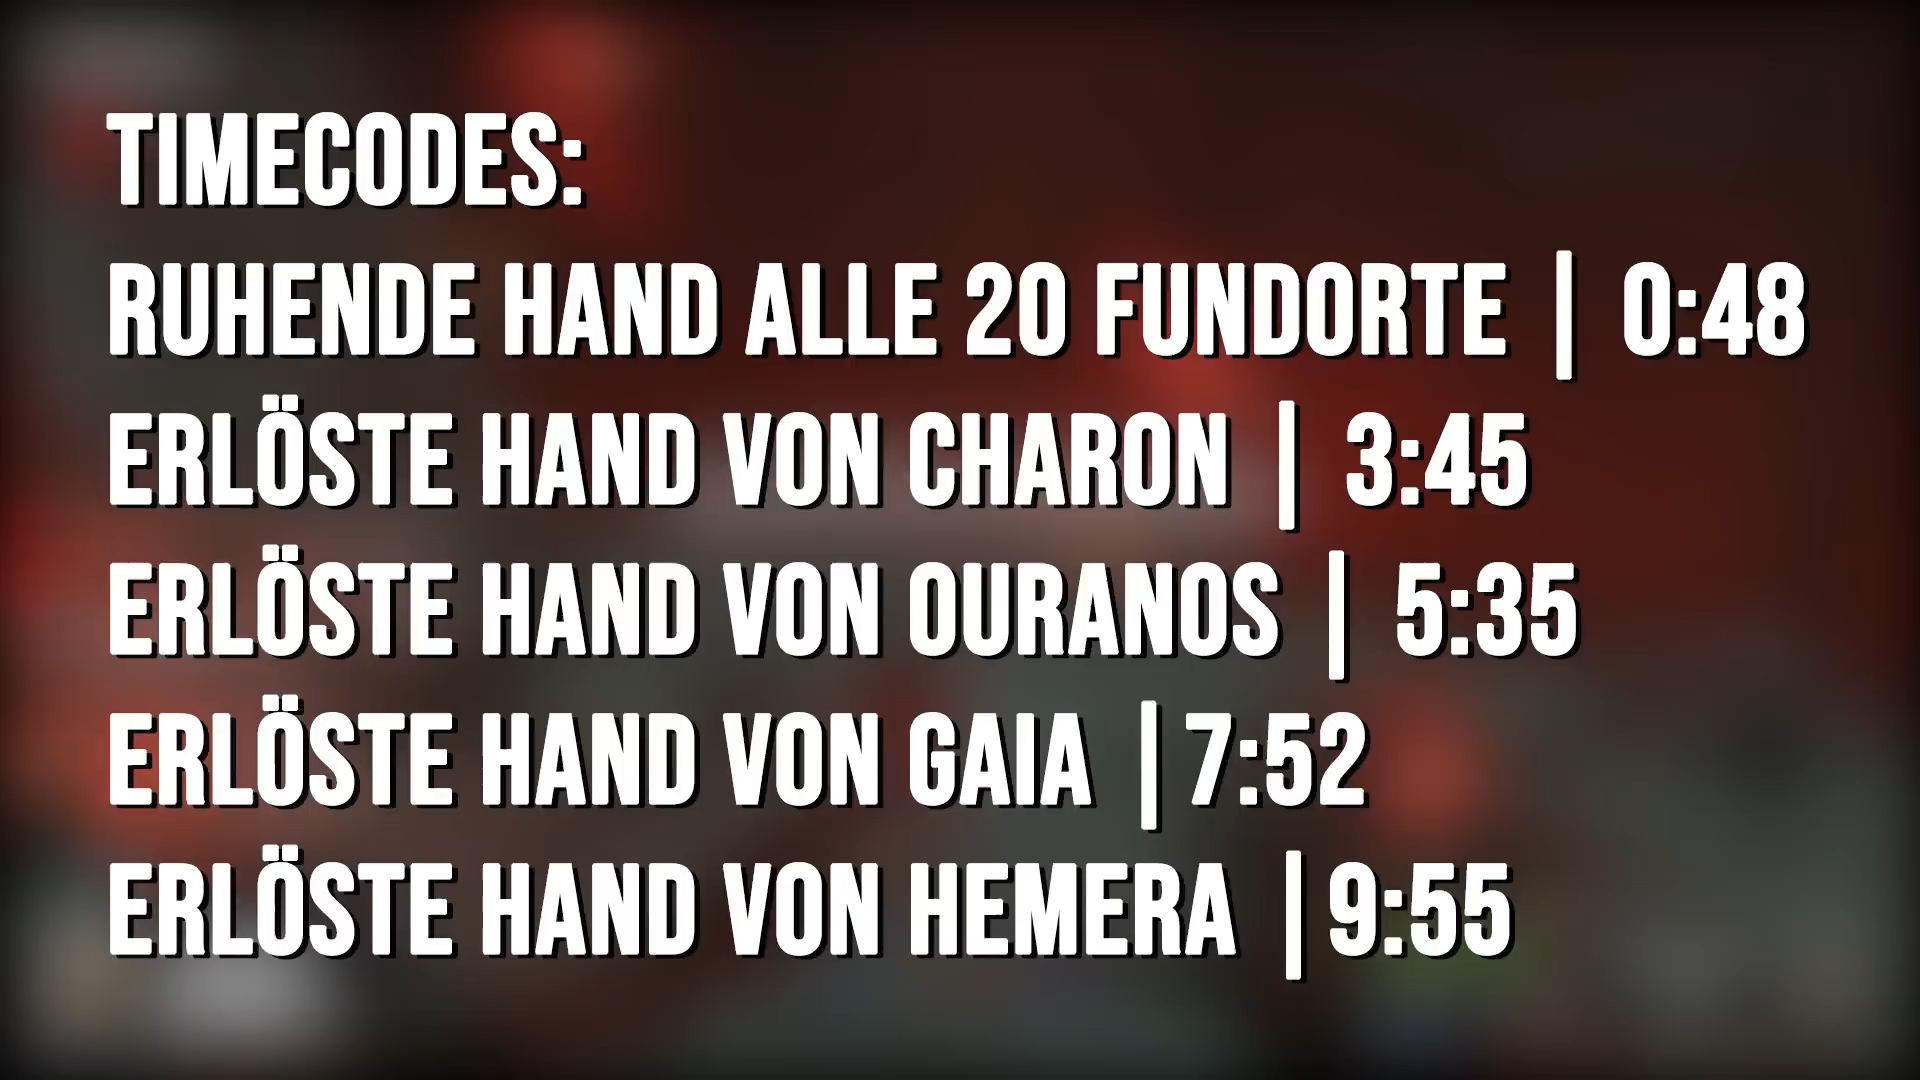 TIMECODES:
RUHENDE HAND ALLE 20 FUNDORTE | 0:48
ERLÖSTE HAND VON CHARON | 3:45
ERLÖSTE HAND VON OURANOS | 5:35
ERLÖSTE HAND VON GAIA | 7:52
ERLÖSTE HAND VON HEMERA | 9:55